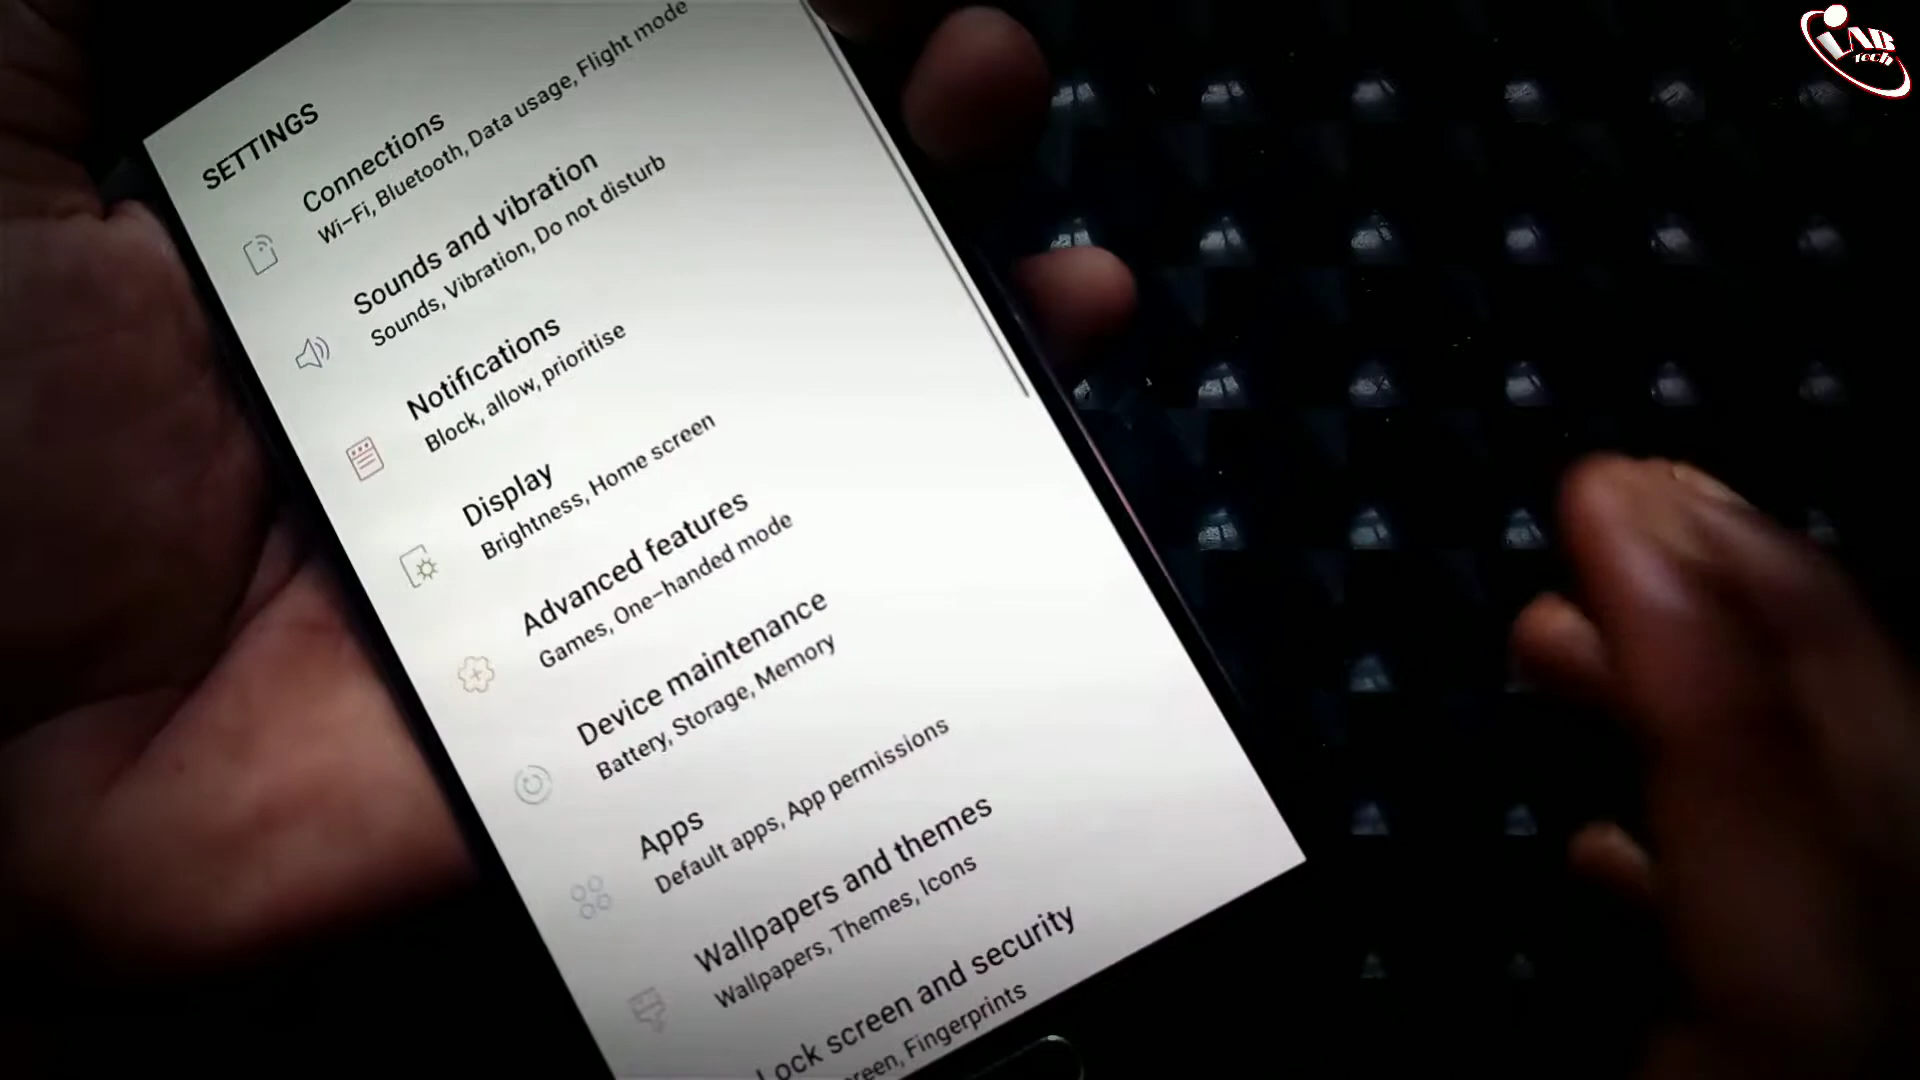 SETTINGS
Connections
Wi-Fi, Bluetooth, Data usage, Flight mode
Sounds and vibration
Sounds, Vibration, Do not disturb
Notifications
Block, allow, prioritise
Display
Brightness, Home screen
Advanced features
Games, One-handed mode
Device maintenance
Battery, Storage, Memory
Apps
Default apps, App permissions
Wallpapers and themes
Wallpapers, Themes, Icons
Lock screen and security
Fingerprints
LAB
Tech